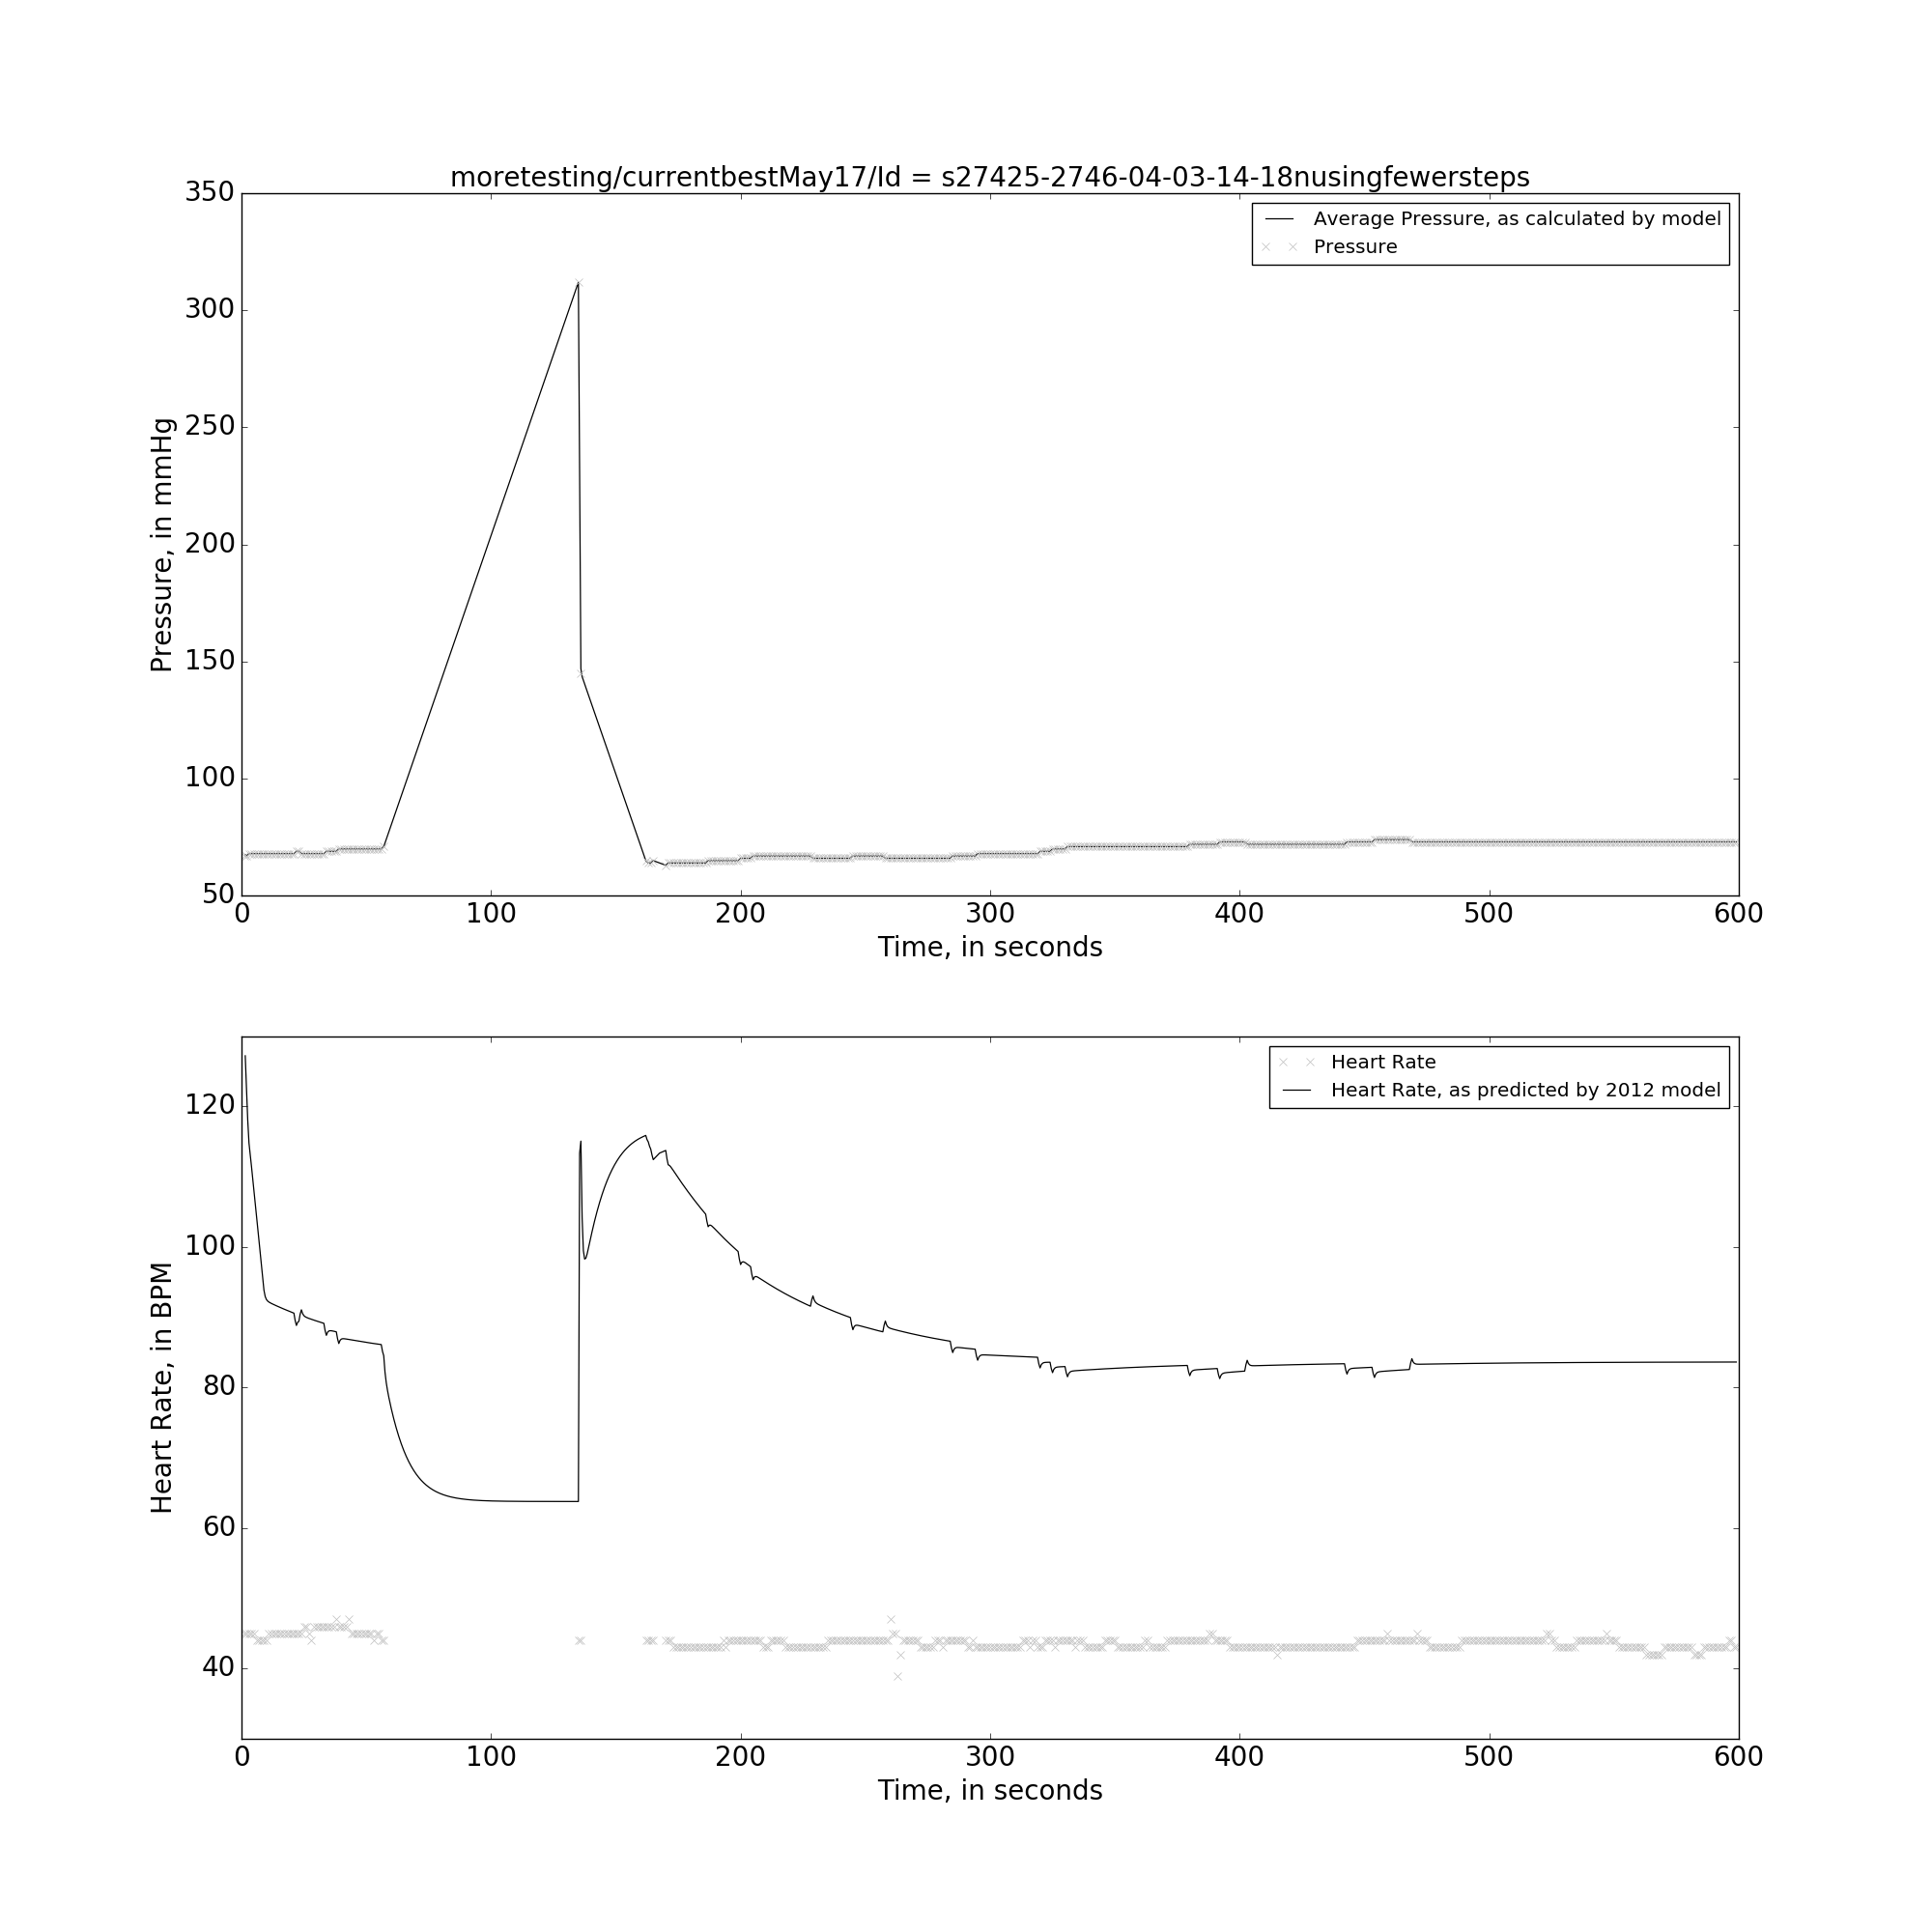 moretesting/currentbestMay17/Id = s27425-2746-04-03-14-18nusingfewersteps
350
300
250
200
150
100
50
Pressure, in mmHg
Average Pressure, as calculated by model
Pressure
0 100 200 300 400 500 600
Time, in seconds
120
100
80
60
40
Heart Rate, in BPM
Heart Rate
Heart Rate, as predicted by 2012 model
0 100 200 300 400 500 600
Time, in seconds